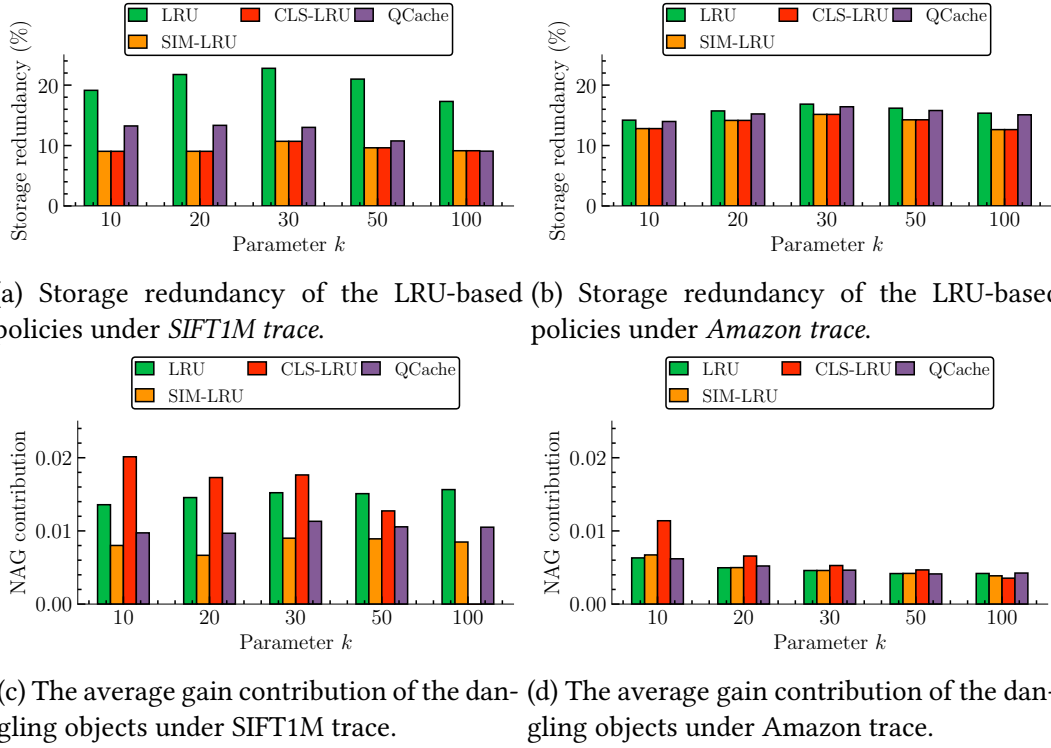 LRU CLS-LRU QCache
SIM-LRU
Storage redundancy (%)
20
10
0
10 20 30 50 100
Parameter k
LRU CLS-LRU QCache
SIM-LRU
Storage redundancy (%)
20
10
0
10 20 30 50 100
Parameter k
(a) Storage redundancy of the LRU-based
policies under SIFT1M trace.
(b) Storage redundancy of the LRU-based
policies under Amazon trace.
LRU CLS-LRU QCache
SIM-LRU
NAG contribution
0.02
0.01
0.00
10 20 30 50 100
Parameter k
LRU CLS-LRU QCache
SIM-LRU
NAG contribution
0.02
0.01
0.00
10 20 30 50 100
Parameter k
(c) The average gain contribution of the dan-
gling objects under SIFT1M trace.
(d) The average gain contribution of the dan-
gling objects under Amazon trace.